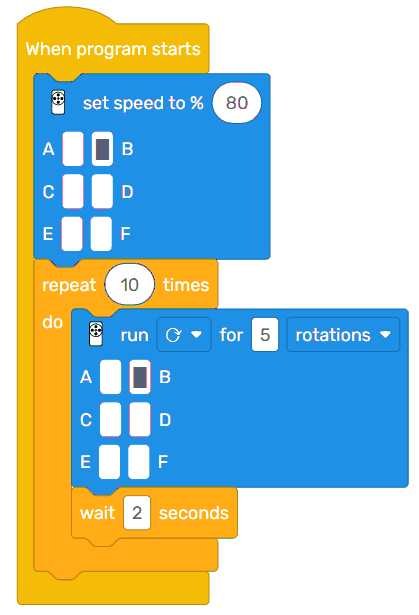 When program starts
set speed to % 80
A B
C D
E F
repeat 10 times
do
run for 5 rotations
A B
C D
E F
wait 2 seconds